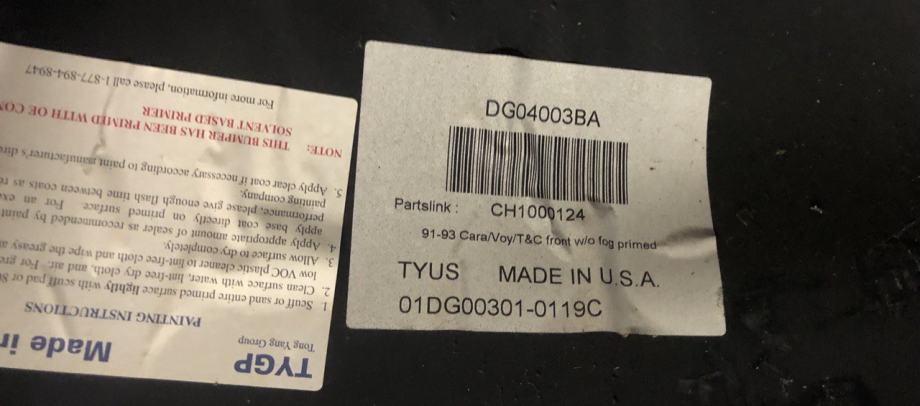 DG04003BA
Partslink : CH1000124
91-93 Cara/Voy/T&C front w/o fog primed
TYUS MADE IN U.S.A.
01DG00301-0119C
TYGP
Tong Yang Group
Made in
PAINTING INSTRUCTIONS
1. Scuff or sand entire primed surface lightly with scuff pad or
2. Clean surface with water, lint-free dry cloth, and air. For
low VOC plastic cleaner to lint-free cloth and wipe the greasy
3. Allow surface to dry completely.
4. Apply appropriate amount of sealer as recommended by paint
apply base coat directly on primed surface. For an
performance, please give enough flash time between coats as
painting company.
5. Apply clear coat if necessary according to paint manufacturer's
NOTE: THIS BUMPER HAS BEEN PRIMED WITH OE
SOLVENT BASED PRIMER
For more information, please call 1-877-894-8947